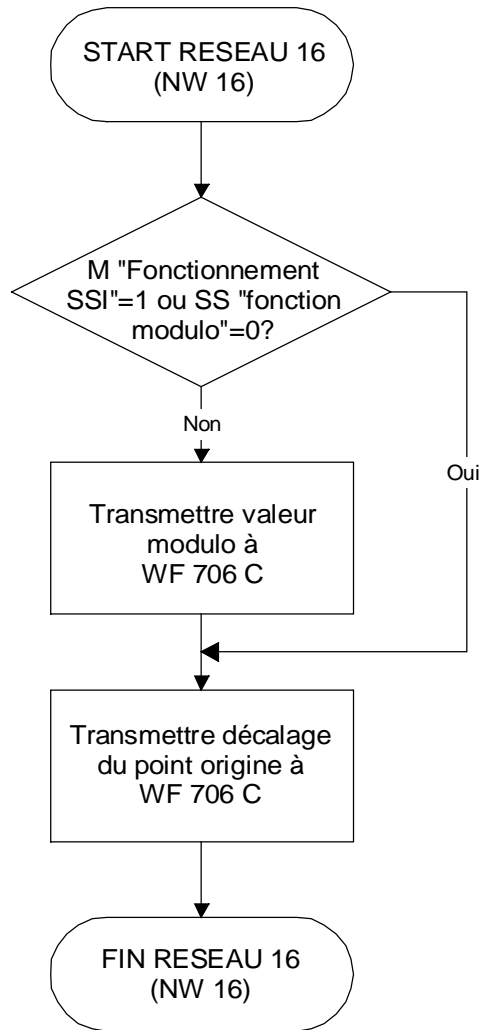 START RESEAU 16
(NW 16)
M "Fonctionnement
SSI"=1 ou SS "fonction
modulo"=0?
Non
Oui
Transmettre valeur
modulo à
WF 706 C
Transmettre décalage
du point origine à
WF 706 C
FIN RESEAU 16
(NW 16)